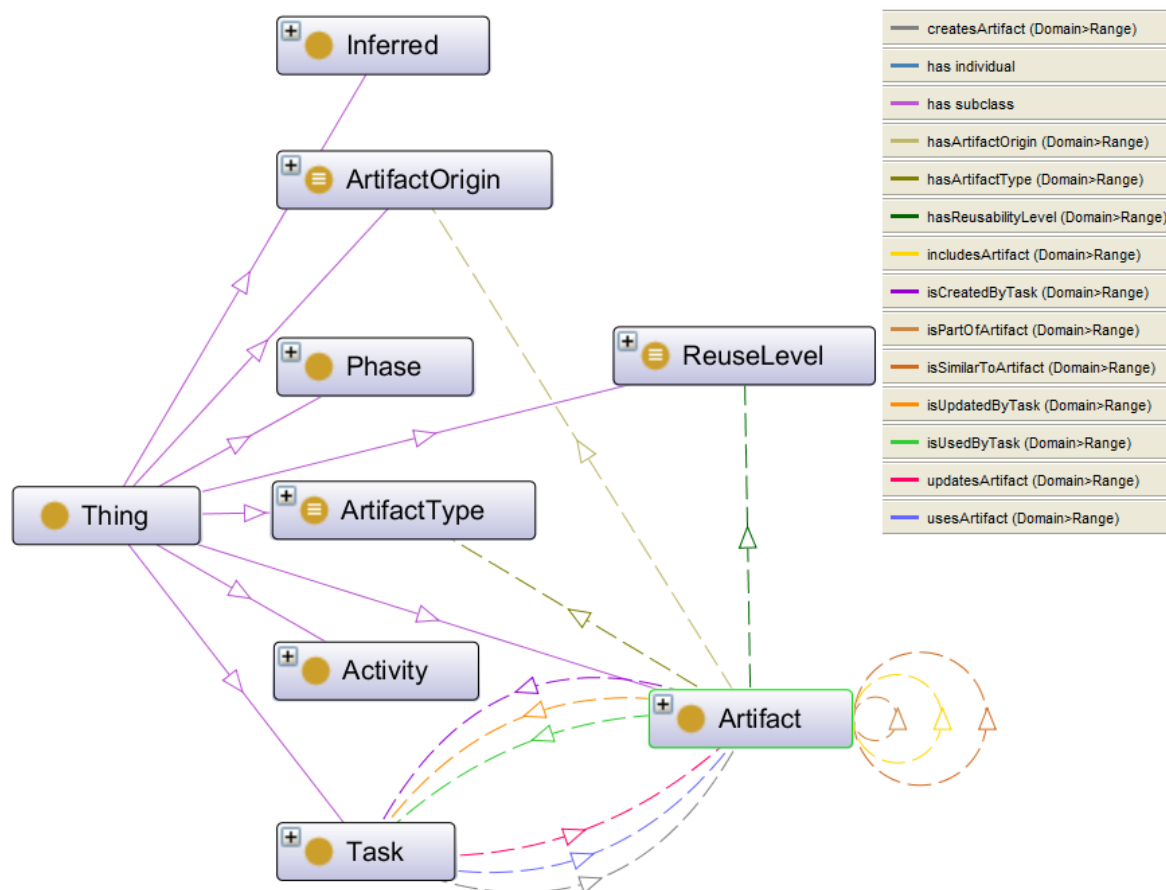 Inferred
ArtifactOrigin
Phase
ReuseLevel
Thing
ArtifactType
Activity
Artifact
Task
createsArtifact (Domain>Range)
has individual
has subclass
hasArtifactOrigin (Domain>Range)
hasArtifactType (Domain>Range)
hasReusabilityLevel (Domain>Range)
includesArtifact (Domain>Range)
isCreatedByTask (Domain>Range)
isPartOfArtifact (Domain>Range)
isSimilarToArtifact (Domain>Range)
isUpdatedByTask (Domain>Range)
isUsedByTask (Domain>Range)
updatesArtifact (Domain>Range)
usesArtifact (Domain>Range)